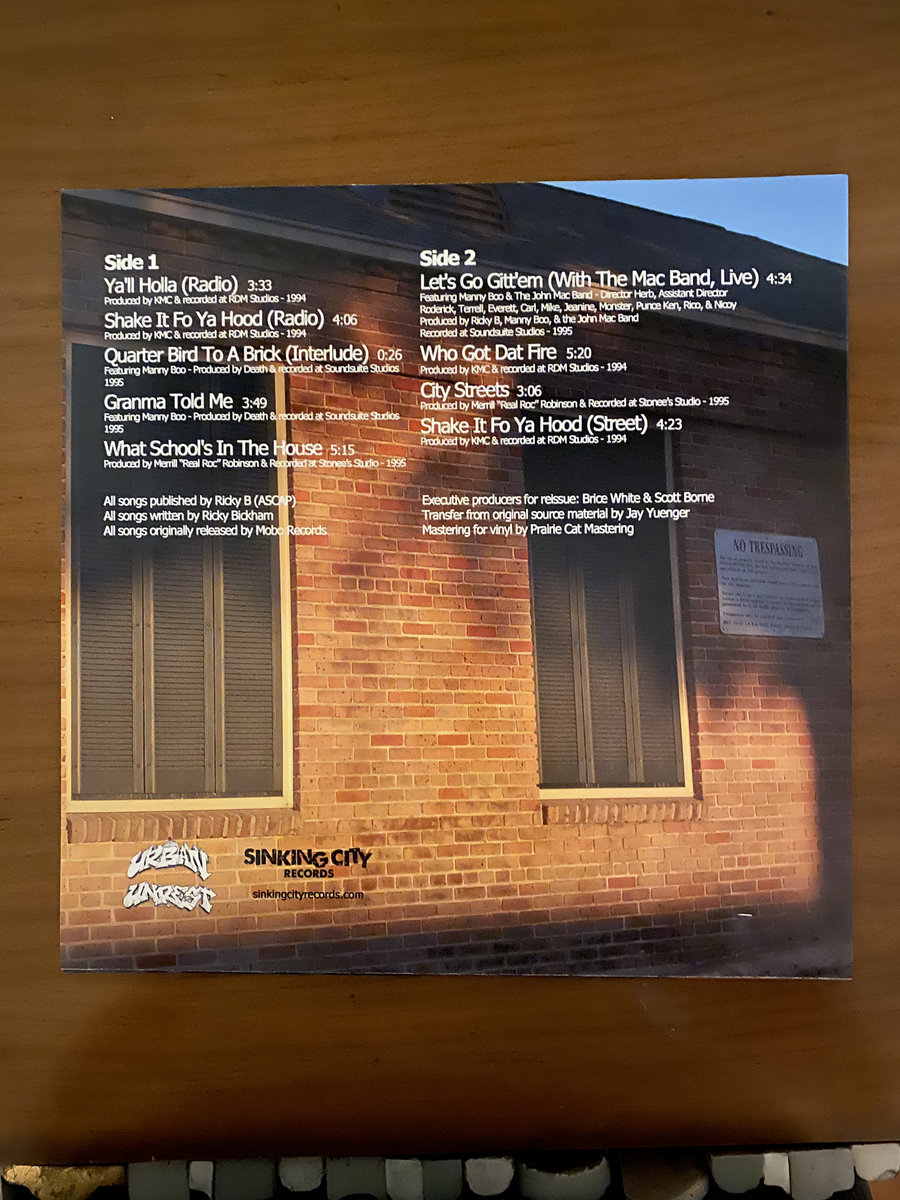 Side 1
Ya'll Holla (Radio) 3:33
Produced by KMC & recorded at RDM Studios - 1994
Shake It Fo Ya Hood (Radio) 4:06
Produced by KMC & recorded at RDM Studios - 1994
Quarter Bird To A Brick (Interlude) 0:26
Featuring Manny Boo - Produced by Death & recorded at Soundsuite Studios
1995
Granma Told Me 3:49
Featuring Manny Boo - Produced by Death & recorded at Soundsuite Studios
1995
What School's In The House 5:15
Produced by Merrill "Real Roc" Robinson & Recorded at Stonee's Studio - 1995
All songs published by Ricky B (ASCAP)
All songs written by Ricky Bickham
All songs originally released by Mobo Records
Side 2
Let's Go Gitt'em (With The Mac Band, Live) 4:34
Featuring Manny Boo & The John Mac Band - Director Herb, Assistant Director
Roderick, Terrell, Everett, Carl, Mike, Jeanine, Monster, Punce Ken, Rico, & Nicoy
Produced by Ricky B, Manny Boo, & the John Mac Band
Recorded at Soundsuite Studios - 1995
Who Got Dat Fire 5:20
Produced by KMC & recorded at RDM Studios - 1994
City Streets 3:06
Produced by Merrill "Real Roc" Robinson & Recorded at Stonee's Studio - 1995
Shake It Fo Ya Hood (Street) 4:23
Produced by KMC & recorded at RDM Studios - 1994
Executive producers for reissue: Brice White & Scott Borne
Transfer from original source material by Jay Yuenger
Mastering for vinyl by Prairie Cat Mastering
NO TRESPASSING
URBAN
UNREST
SINKING CITY
RECORDS
sinkingcityrecords.com